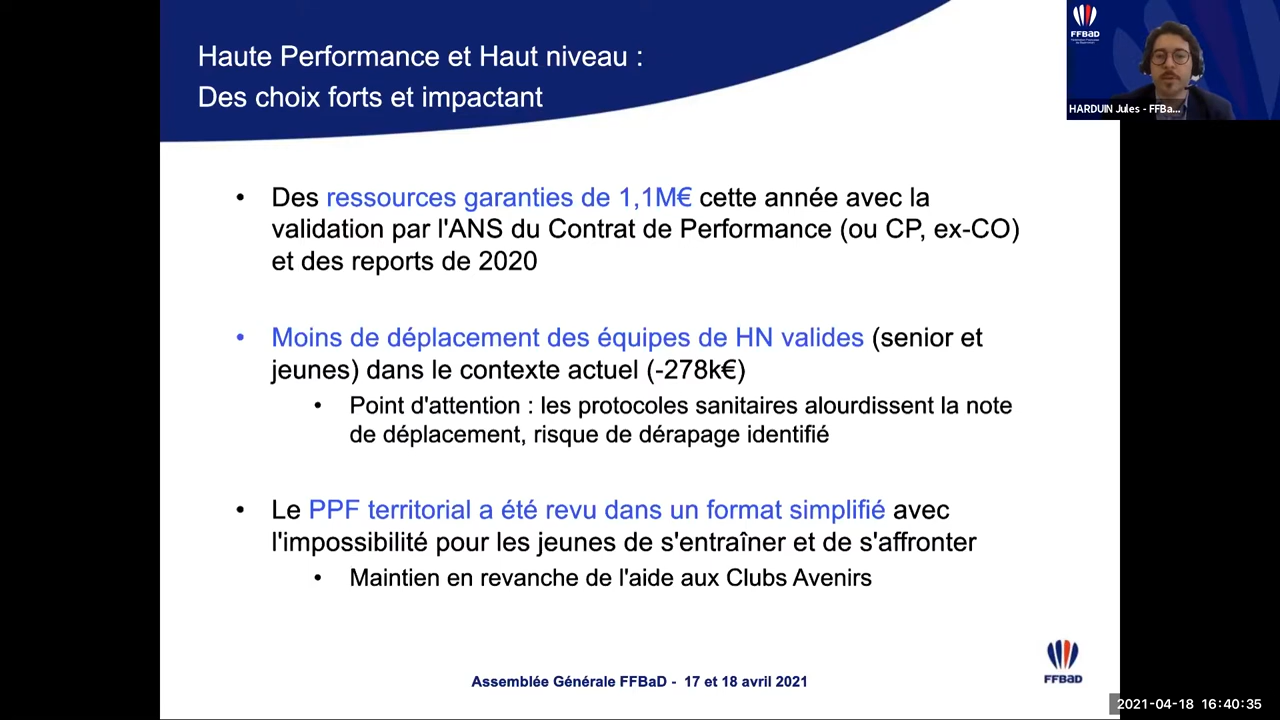 Haute Performance et Haut niveau :
Des choix forts et impactant
FFBaD
HARDUIN Jules - FFBa...
• Des ressources garanties de 1,1M€ cette année avec la
validation par l'ANS du Contrat de Performance (ou CP, ex-CO)
et des reports de 2020
• Moins de déplacement des équipes de HN valides (senior et
jeunes) dans le contexte actuel (-278k€)
• Point d'attention : les protocoles sanitaires alourdissent la note
de déplacement, risque de dérapage identifié
• Le PPF territorial a été revu dans un format simplifié avec
l'impossibilité pour les jeunes de s'entraîner et de s'affronter
• Maintien en revanche de l'aide aux Clubs Avenirs
FFBaD
Assemblée Générale FFBaD - 17 et 18 avril 2021
2021-04-18 16:40:35